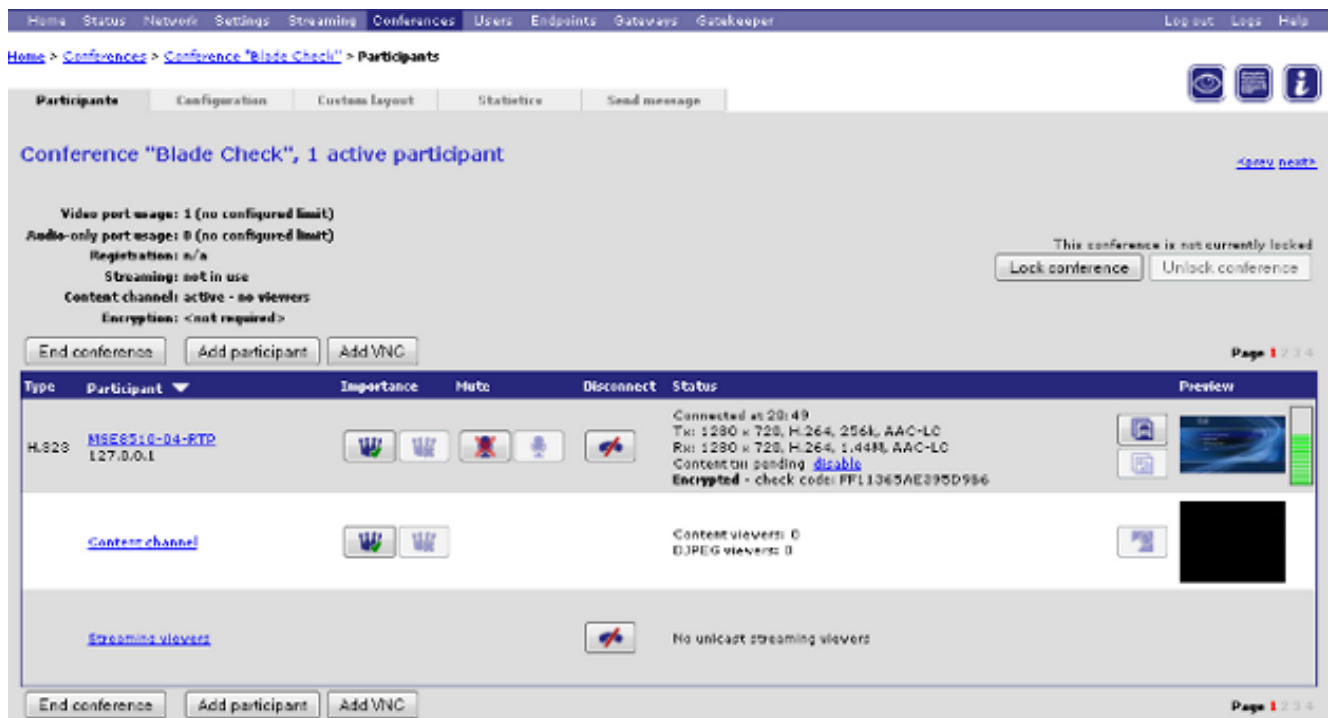 Home Status Network Settings Streaming Conferences Users Endpoints Gateways Gatekeeper Log out Logs Help
Home > Conferences > Conference "Blade Check" > Participants
Participants Configuration Custom layout Statistics Send message
Conference "Blade Check", 1 active participant
<prev next>
Video port usage: 1 (no configured limit)
Audio-only port usage: 0 (no configured limit)
Registration: n/a
Streaming: not in use
Content channel: active - no viewers
Encryption: <not required>
This conference is not currently locked
Lock conference Unlock conference
End conference Add participant Add VNC Page 1 2 3 4
Type Participant Importance Mute Disconnect Status Preview
H.323 MSE8510-04-RTP
127.0.0.1
Connected at 20:49
Tx: 1280 x 720, H.264, 256k, AAC-LC
Rx: 1280 x 720, H.264, 1.44M, AAC-LC
Content tx: pending disable
Encrypted - check code: FF11365AE395D986
Content channel
Content viewers: 0
DJPEG viewers: 0
Streaming viewers No unicast streaming viewers
End conference Add participant Add VNC Page 1 2 3 4